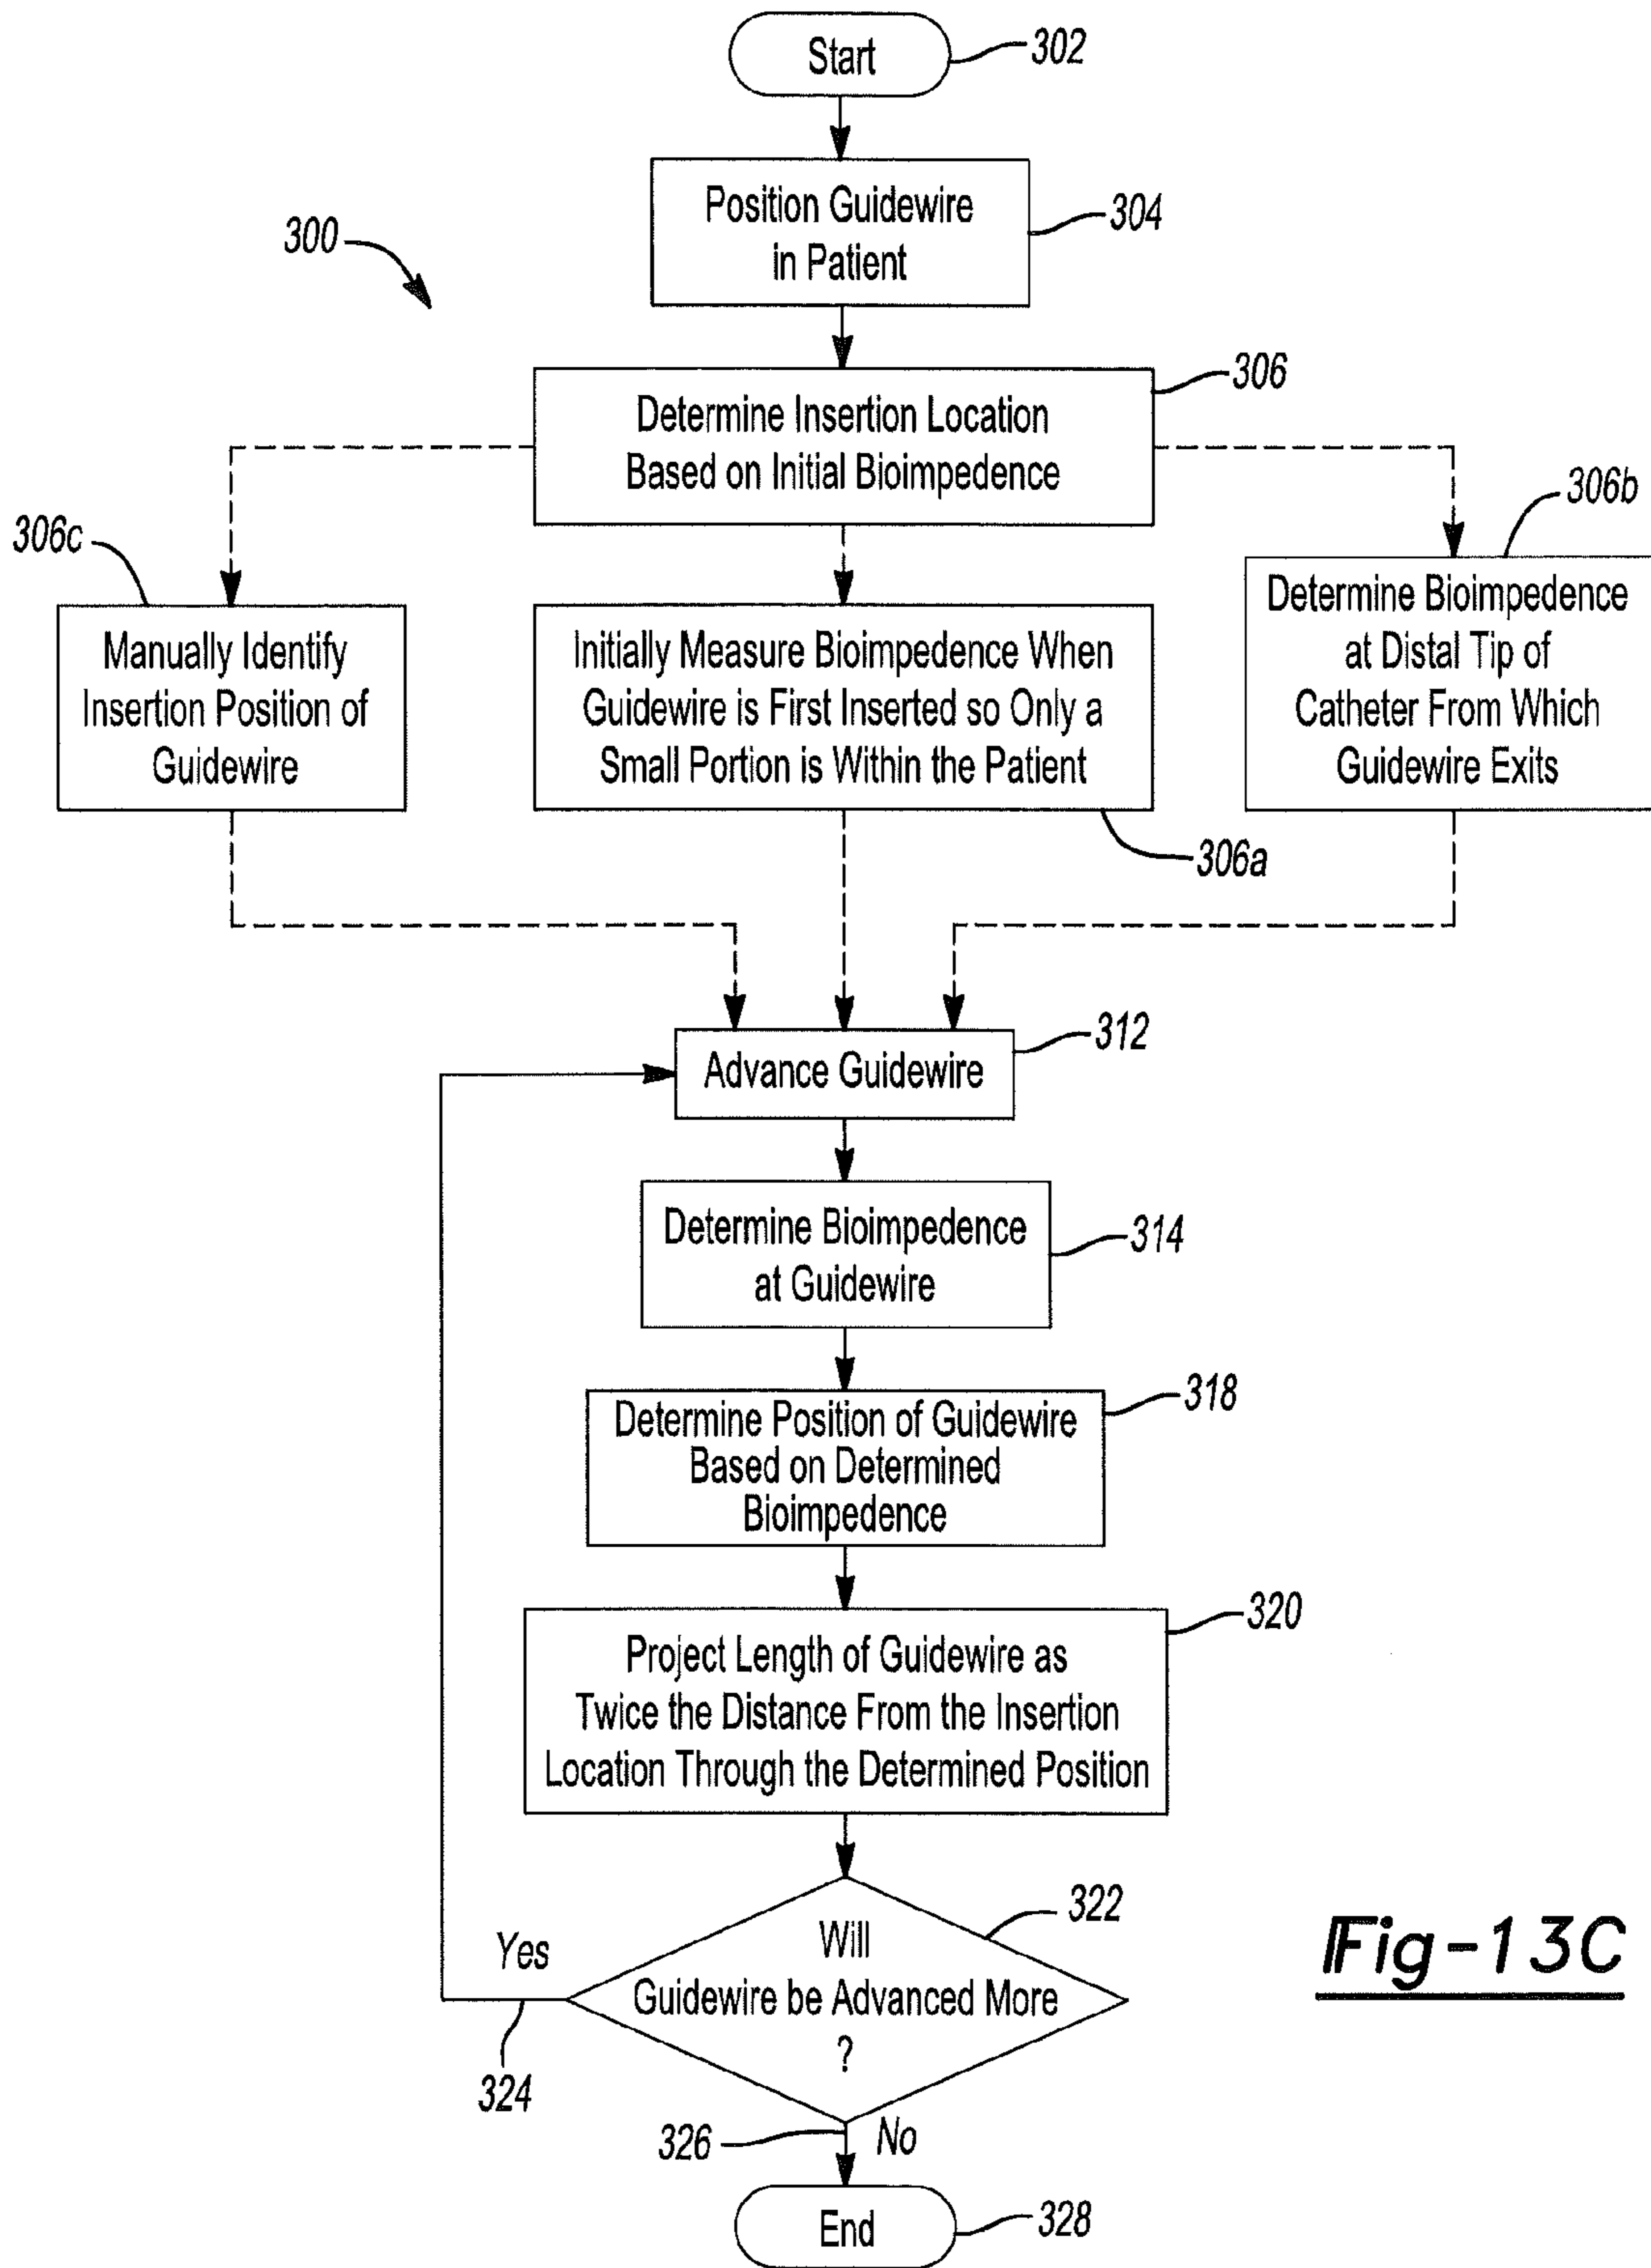 Start
302
Position Guidewire
in Patient
304
300
306
Determine Insertion Location
Based on Initial Bioimpedence
306b
306c
Manually Identify
Insertion Position of
Guidewire
Initially Measure Bioimpedence When
Guidewire is First Inserted so Only a
Small Portion is Within the Patient
Determine Bioimpedence
at Distal Tip of
Catheter From Which
Guidewire Exits
306a
Advance Guidewire
312
Determine Bioimpedence
at Guidewire
314
Determine Position of Guidewire
Based on Determined
Bioimpedence
318
Project Length of Guidewire as
Twice the Distance From the Insertion
Location Through the Determined Position
320
Will
Guidewire be Advanced More
?
322
Yes
324
326
No
End
328
Fig-13C